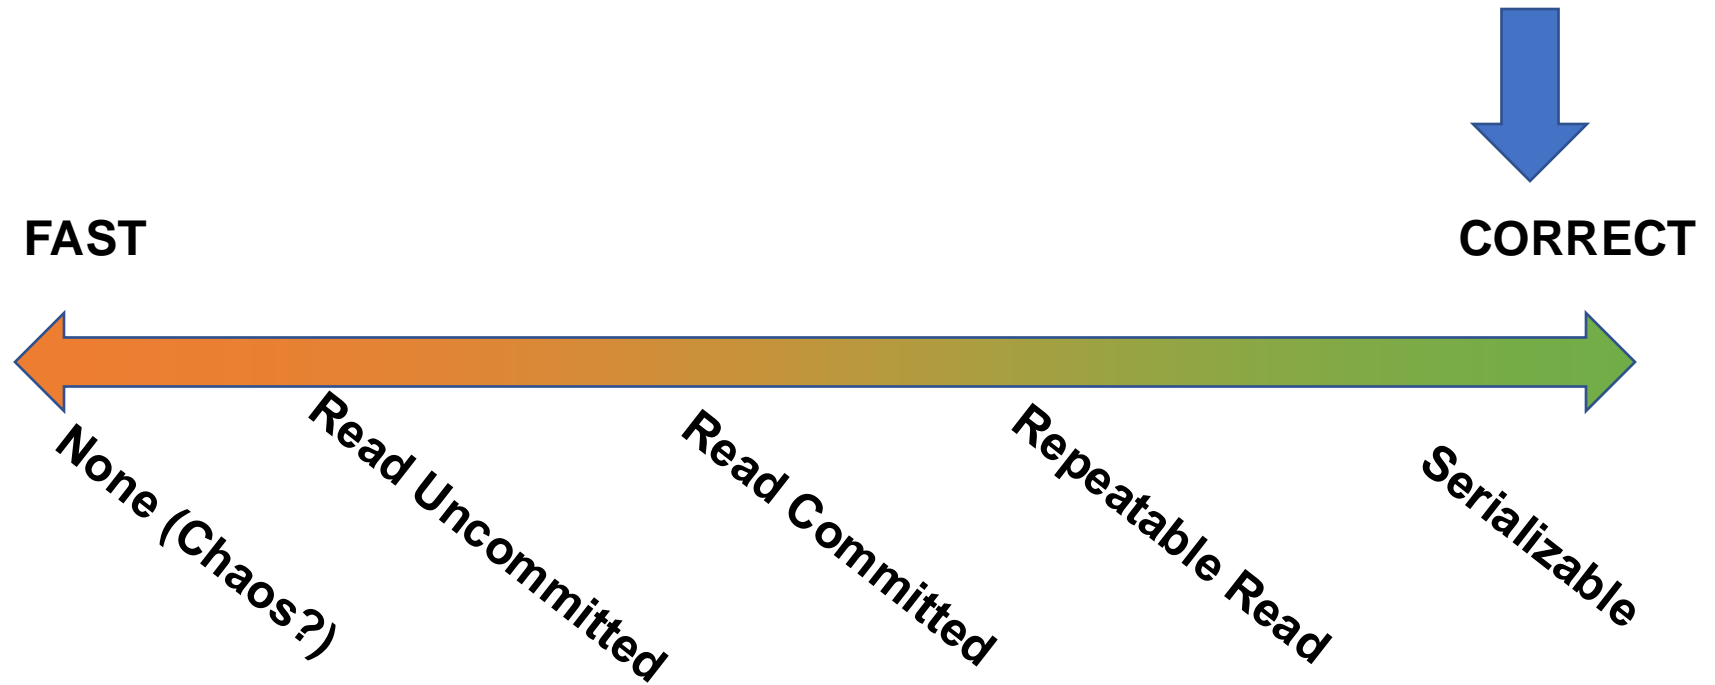 FAST
CORRECT
None (Chaos?)
Read Uncommitted
Read Committed
Repeatable Read
Serializable